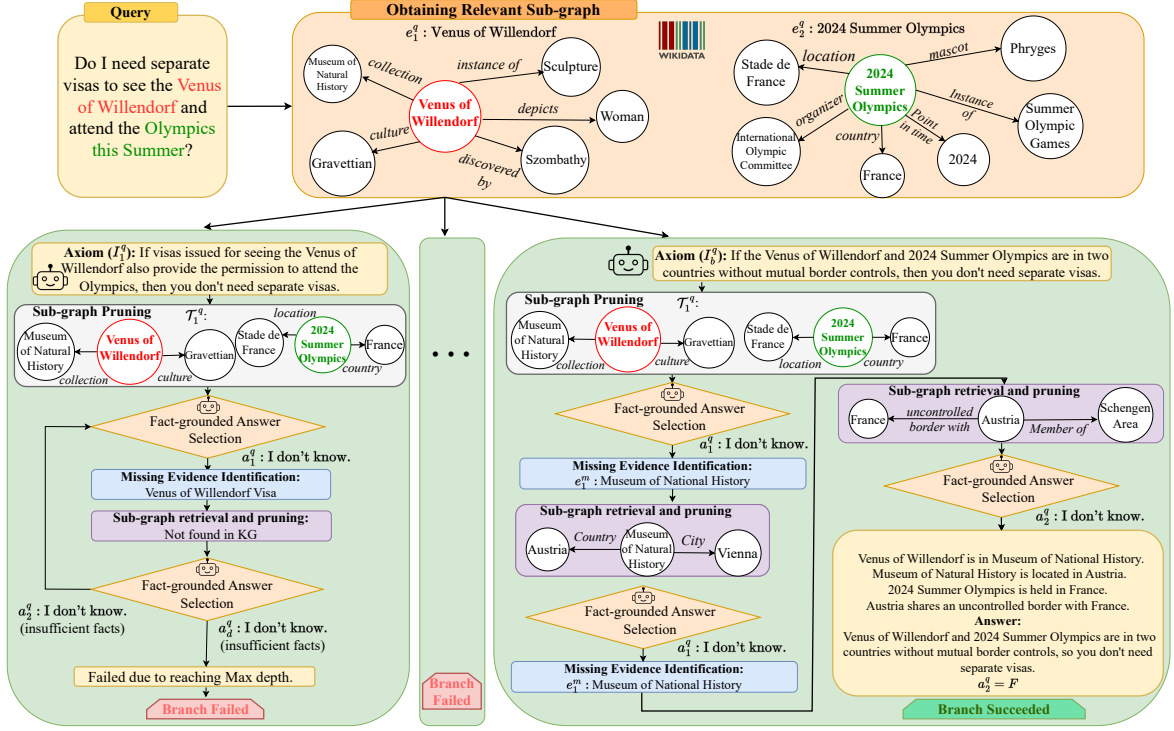 Query
Do I need separate
visas to see the Venus
of Willendorf and
attend the Olympics
this Summer?
Obtaining Relevant Sub-graph
e_1^q : Venus of Willendorf
Museum of
Natural
History
collection
instance of
Sculpture
Venus of
Willendorf
depicts
Woman
culture
Gravettian
discovered
by
Szombathy
WIKIDATA
e_2^q : 2024 Summer Olympics
Stade de
France
location
mascot
Phryges
2024
Summer
Olympics
organizer
International
Olympic
Committee
country
France
Point
in time
2024
Instance
of
Summer
Olympic
Games
Axiom (I_1^q): If visas issued for seeing the Venus of
Willendorf also provide the permission to attend the
Olympics, then you don't need separate visas.
Sub-graph Pruning
T_1^q:
Museum
of Natural
History
collection
Venus of
Willendorf
culture
Gravettian
location
Stade de
France
2024
Summer
Olympics
country
France
Fact-grounded Answer
Selection
a_1^q : I don't know.
Missing Evidence Identification:
Venus of Willendorf Visa
Sub-graph retrieval and pruning:
Not found in KG
Fact-grounded Answer
Selection
a_2^q : I don't know.
(insufficient facts)
a_d^q : I don't know.
(insufficient facts)
Failed due to reaching Max depth.
Branch Failed
• • •
Branch
Failed
Axiom (I_b^q): If the Venus of Willendorf and 2024 Summer Olympics are in two
countries without mutual border controls, then you don't need separate visas.
Sub-graph Pruning
T_1^q:
Museum
of Natural
History
collection
Venus of
Willendorf
culture
Gravettian
Stade de
France
location
2024
Summer
Olympics
country
France
Fact-grounded Answer
Selection
a_1^q : I don't know.
Missing Evidence Identification:
e_1^m : Museum of National History
Sub-graph retrieval and pruning
Austria
Country
Museum
of Natural
History
City
Vienna
Fact-grounded Answer
Selection
a_1^q : I don't know.
Missing Evidence Identification:
e_1^m : Museum of National History
Sub-graph retrieval and pruning
France
uncontrolled
border with
Austria
Member of
Schengen
Area
Fact-grounded Answer
Selection
a_2^q : I don't know.
Venus of Willendorf is in Museum of National History.
Museum of Natural History is located in Austria.
2024 Summer Olympics is held in France.
Austria shares an uncontrolled border with France.
Answer:
Venus of Willendorf and 2024 Summer Olympics are in two
countries without mutual border controls, so you don't need
separate visas.
a_2^q = F
Branch Succeeded